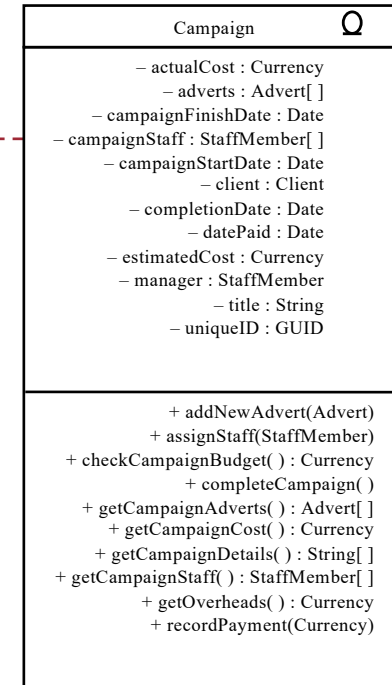 Campaign
– actualCost : Currency
– adverts : Advert[ ]
– campaignFinishDate : Date
– campaignStaff : StaffMember[ ]
– campaignStartDate : Date
– client : Client
– completionDate : Date
– datePaid : Date
– estimatedCost : Currency
– manager : StaffMember
– title : String
– uniqueID : GUID
+ addNewAdvert(Advert)
+ assignStaff(StaffMember)
+ checkCampaignBudget( ) : Currency
+ completeCampaign( )
+ getCampaignAdverts( ) : Advert[ ]
+ getCampaignCost( ) : Currency
+ getCampaignDetails( ) : String[ ]
+ getCampaignStaff( ) : StaffMember[ ]
+ getOverheads( ) : Currency
+ recordPayment(Currency)